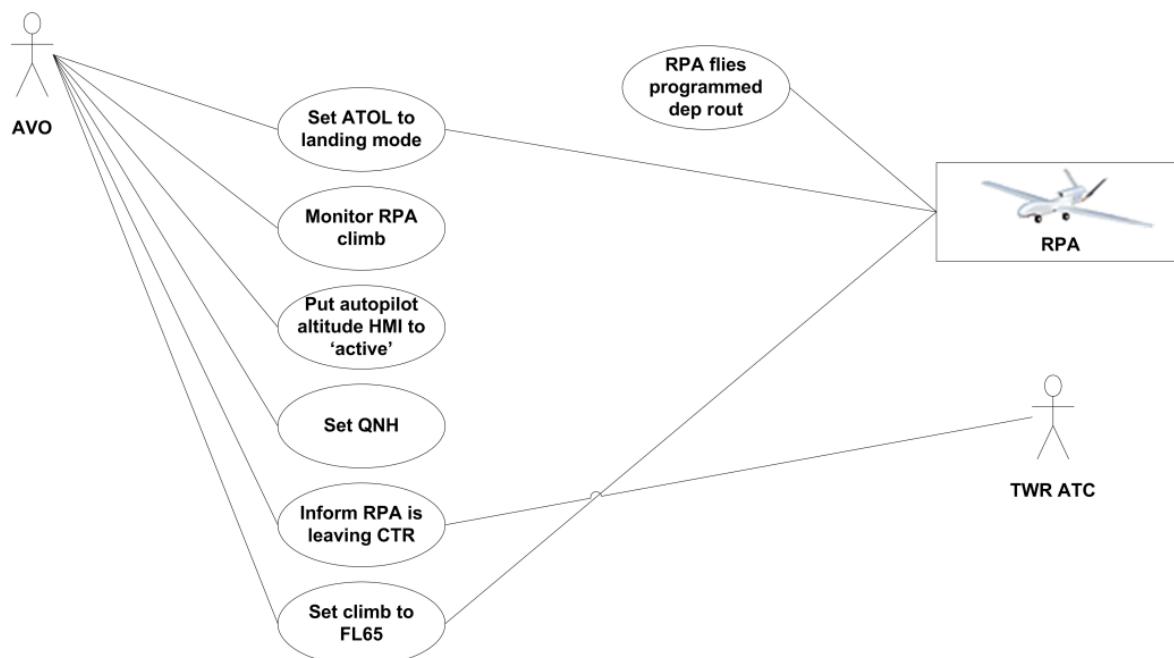 AVO
Set ATOL to
landing mode
Monitor RPA
climb
Put autopilot
altitude HMI to
‘active’
Set QNH
Inform RPA is
leaving CTR
Set climb to
FL65
RPA flies
programmed
dep rout
RPA
TWR ATC